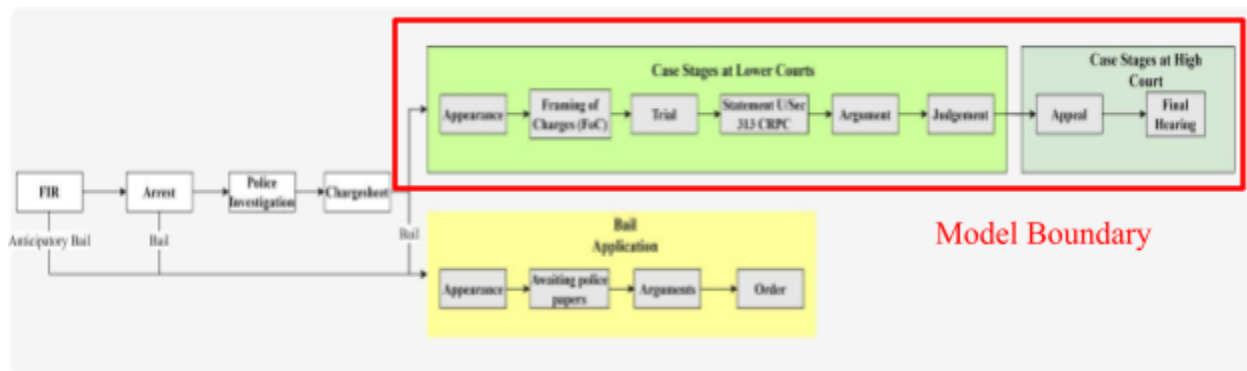 Case Stages at Lower Courts
Appearance
Framing of
Charges (FoC)
Trial
Statement U/Sec
313 CRPC
Argument
Judgement
Case Stages at High
Court
Appeal
Final
Hearing
FIR
Arrest
Police
Investigation
Chargesheet
Anticipatory Bail
Bail
Bail
Model Boundary
Bail
Application
Appearance
Awaiting police
papers
Arguments
Order